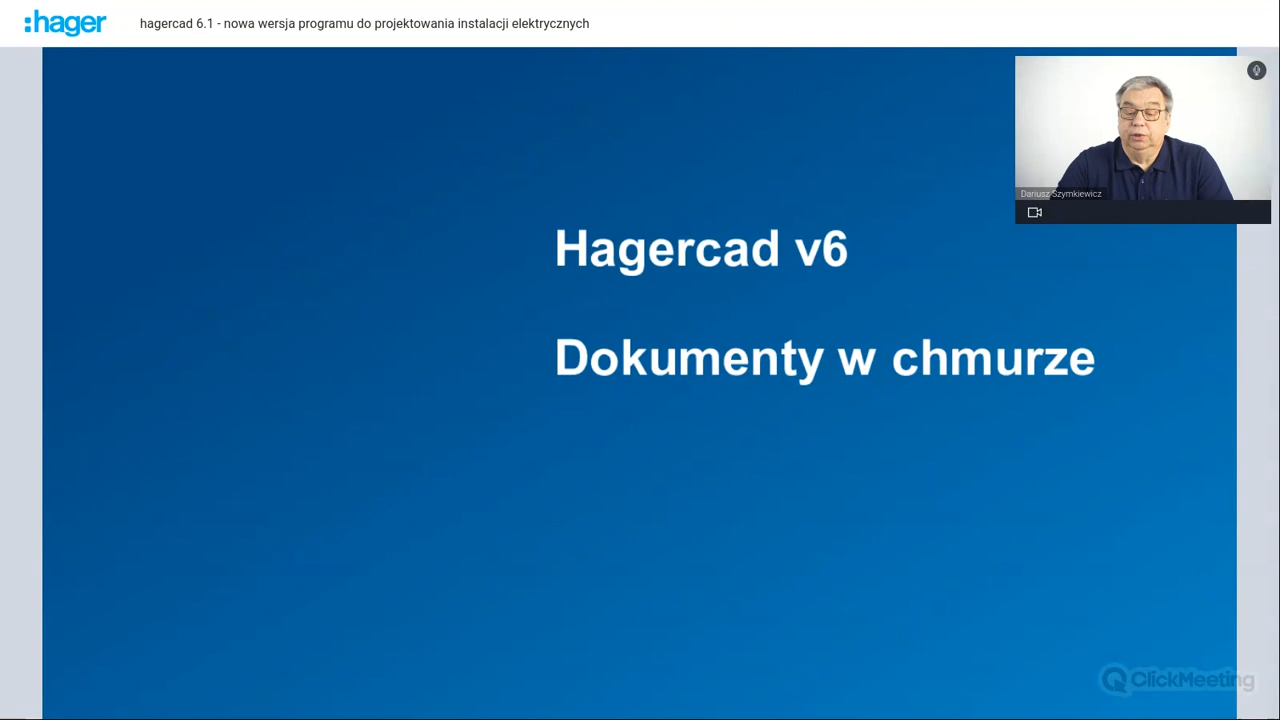 :hager
hagercad 6.1 - nowa wersja programu do projektowania instalacji elektrycznych
Dariusz Szymkiewicz
Hagercad v6
Dokumenty w chmurze
ClickMeeting